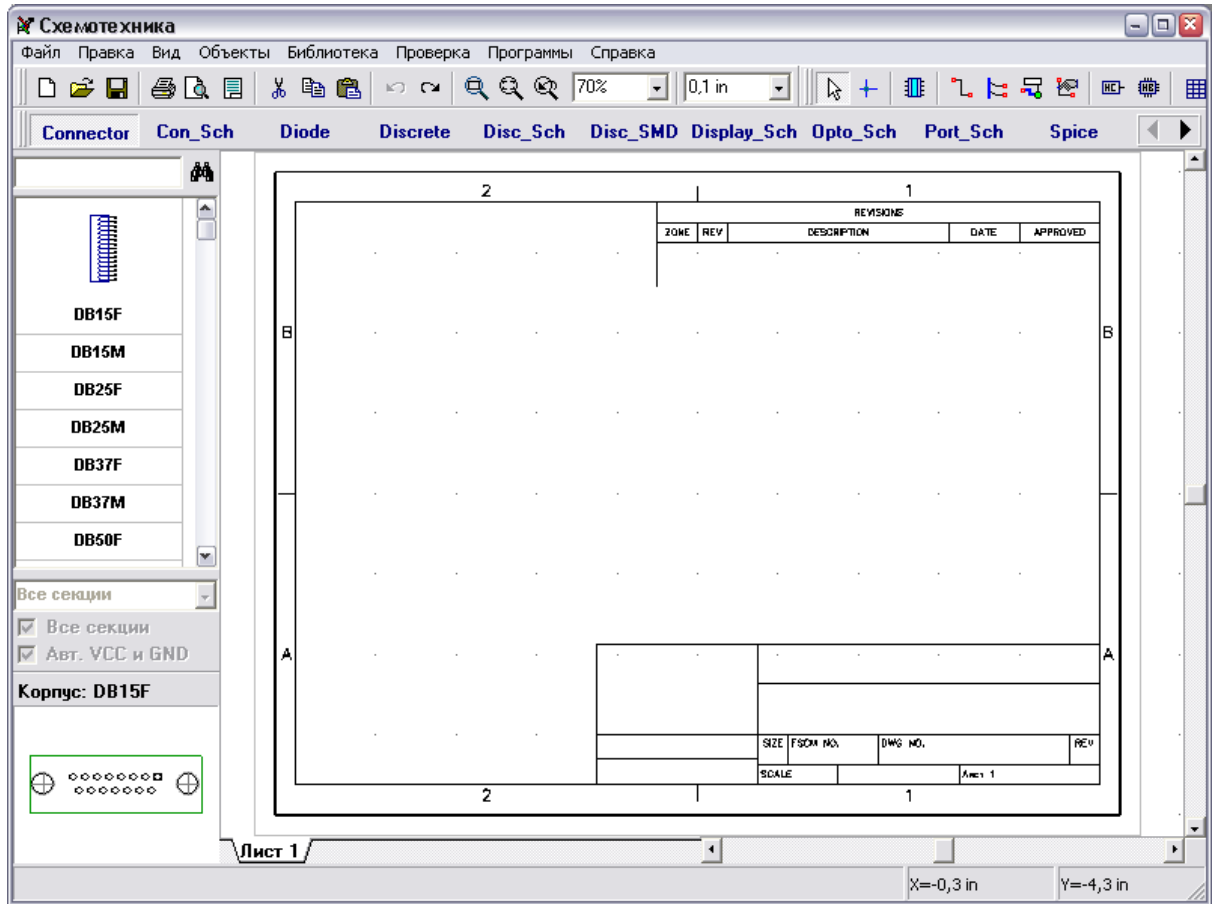 Схемотехника
Файл Правка Вид Объекты Библиотека Проверка Программы Справка
70% 0,1 in
Connector Con_Sch Diode Discrete Disc_Sch Disc_SMD Display_Sch Opto_Sch Port_Sch Spice
2 1
REVISIONS
ZONE REV DESCRIPTION DATE APPROVED
DB15F
B B
DB15M
DB25F
DB25M
DB37F
DB37M
DB50F
Все секции
Все секции
Авт. VCC и GND
A A
Корпус: DB15F
SIZE FSCM NO. DWG NO. REV
SCALE Лист 1
2 1
Лист 1
X=-0,3 in Y=-4,3 in